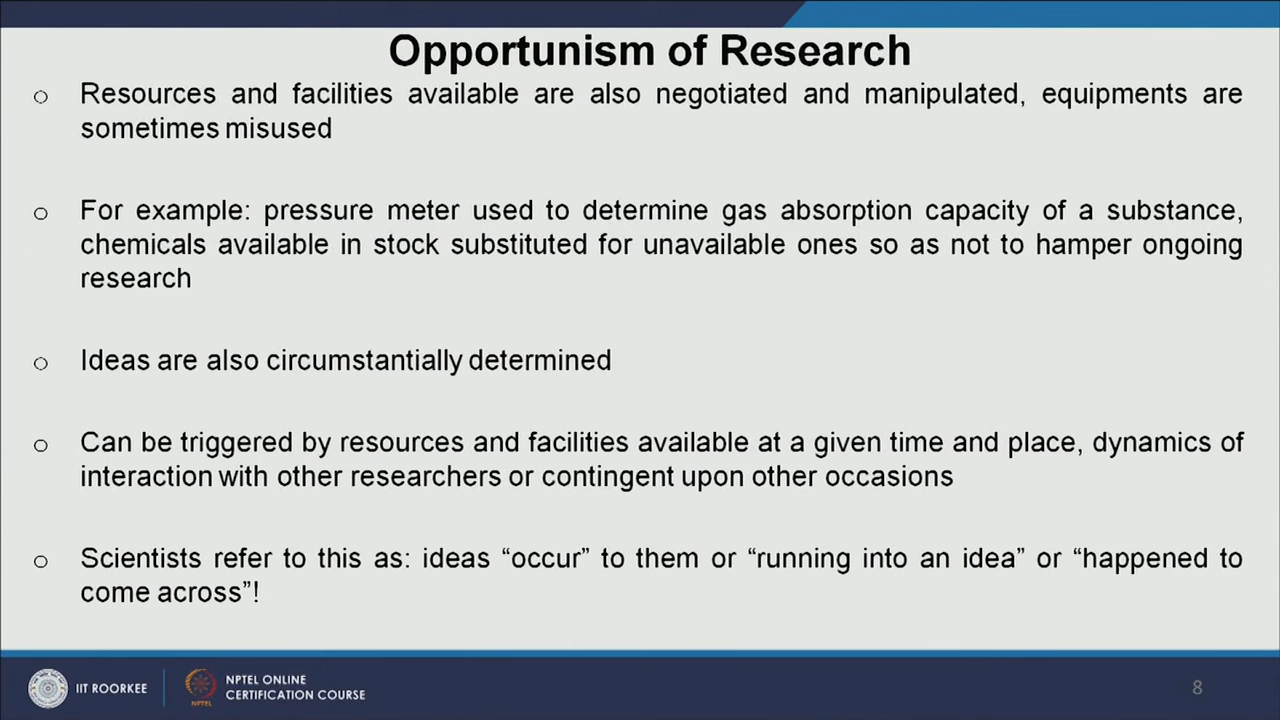 Opportunism of Research
o Resources and facilities available are also negotiated and manipulated, equipments are
sometimes misused
o For example: pressure meter used to determine gas absorption capacity of a substance,
chemicals available in stock substituted for unavailable ones so as not to hamper ongoing
research
o Ideas are also circumstantially determined
o Can be triggered by resources and facilities available at a given time and place, dynamics of
interaction with other researchers or contingent upon other occasions
o Scientists refer to this as: ideas “occur” to them or “running into an idea” or “happened to
come across”!
IIT ROORKEE
NPTEL
NPTEL ONLINE
CERTIFICATION COURSE
8